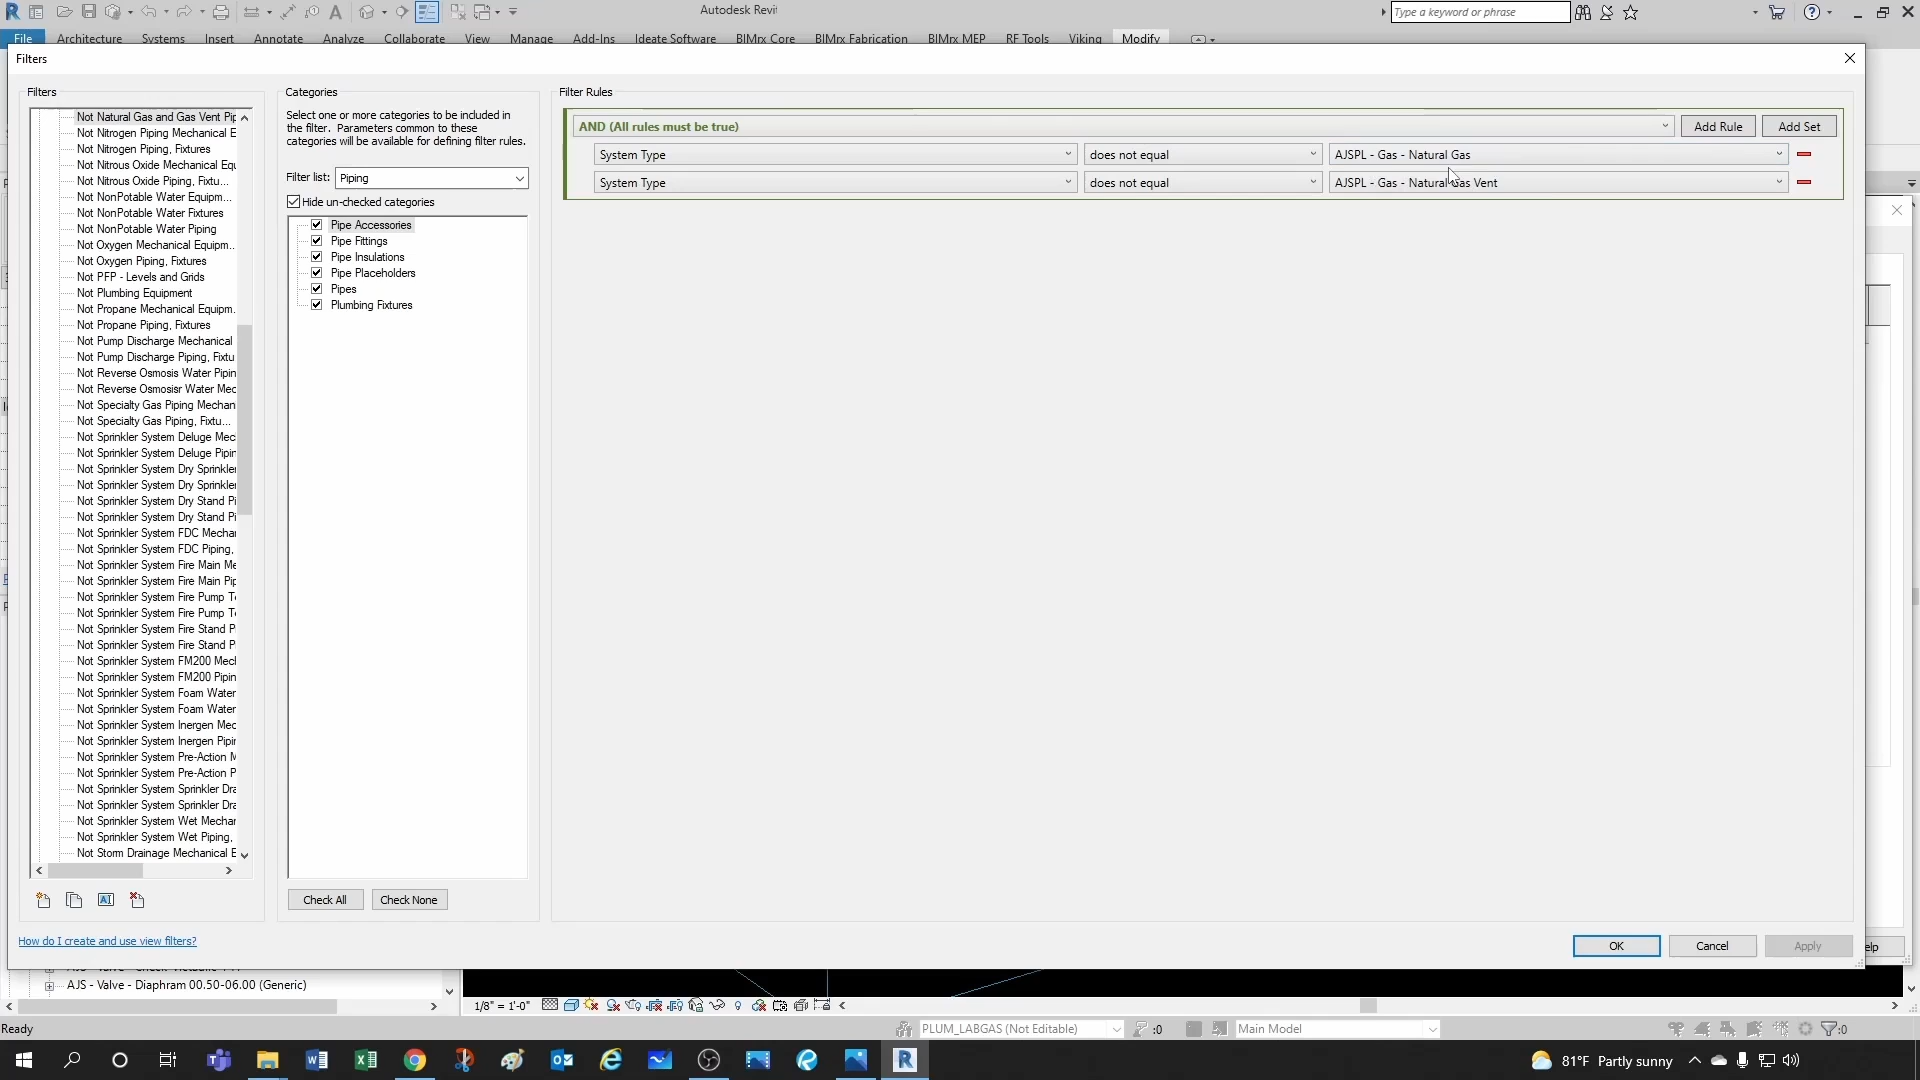 Autodesk Revit
Type a keyword or phrase
File Architecture Systems Insert Annotate Analyze Collaborate View Manage Add-Ins Ideate Software BIMrx Core BIMrx Fabrication BIMrx MEP RF Tools Viking Modify
Filters
Filters
Not Natural Gas and Gas Vent Pip
Not Nitrogen Piping Mechanical E
Not Nitrogen Piping, Fixtures
Not Nitrous Oxide Mechanical Equ
Not Nitrous Oxide Piping, Fixtu...
Not NonPotable Water Equipm...
Not NonPotable Water Fixtures
Not NonPotable Water Piping
Not Oxygen Mechanical Equipm...
Not Oxygen Piping, Fixtures
Not PFP - Levels and Grids
Not Plumbing Equipment
Not Propane Mechanical Equipm.
Not Propane Piping, Fixtures
Not Pump Discharge Mechanical
Not Pump Discharge Piping, Fixtu
Not Reverse Osmosis Water Pipin
Not Reverse Osmosisr Water Mec
Not Specialty Gas Piping Mechan
Not Specialty Gas Piping, Fixtu...
Not Sprinkler System Deluge Mec
Not Sprinkler System Deluge Pipin
Not Sprinkler System Dry Sprinkler
Not Sprinkler System Dry Sprinkler
Not Sprinkler System Dry Stand Pi
Not Sprinkler System Dry Stand Pi
Not Sprinkler System FDC Mechar
Not Sprinkler System FDC Piping,
Not Sprinkler System Fire Main Me
Not Sprinkler System Fire Main Pip
Not Sprinkler System Fire Pump Te
Not Sprinkler System Fire Pump Te
Not Sprinkler System Fire Stand P
Not Sprinkler System Fire Stand P
Not Sprinkler System FM200 Mecl
Not Sprinkler System FM200 Pipin
Not Sprinkler System Foam Water
Not Sprinkler System Foam Water
Not Sprinkler System Inergen Mec
Not Sprinkler System Inergen Pipir
Not Sprinkler System Pre-Action M
Not Sprinkler System Pre-Action P
Not Sprinkler System Sprinkler Dra
Not Sprinkler System Sprinkler Dra
Not Sprinkler System Wet Mechar
Not Sprinkler System Wet Piping,
Not Storm Drainage Mechanical E
How do I create and use view filters?
Categories
Select one or more categories to be included in
the filter. Parameters common to these
categories will be available for defining filter rules.
Filter list: Piping
Hide un-checked categories
Pipe Accessories
Pipe Fittings
Pipe Insulations
Pipe Placeholders
Pipes
Plumbing Fixtures
Check All Check None
Filter Rules
AND (All rules must be true) Add Rule Add Set
System Type does not equal AJSPL - Gas - Natural Gas
System Type does not equal AJSPL - Gas - Natural Gas Vent
OK Cancel Apply elp
AJS - Valve - Diaphram 00.50-06.00 (Generic)
1/8" = 1'-0"
Ready PLUM_LABGAS (Not Editable) :0 Main Model :0
81°F Partly sunny